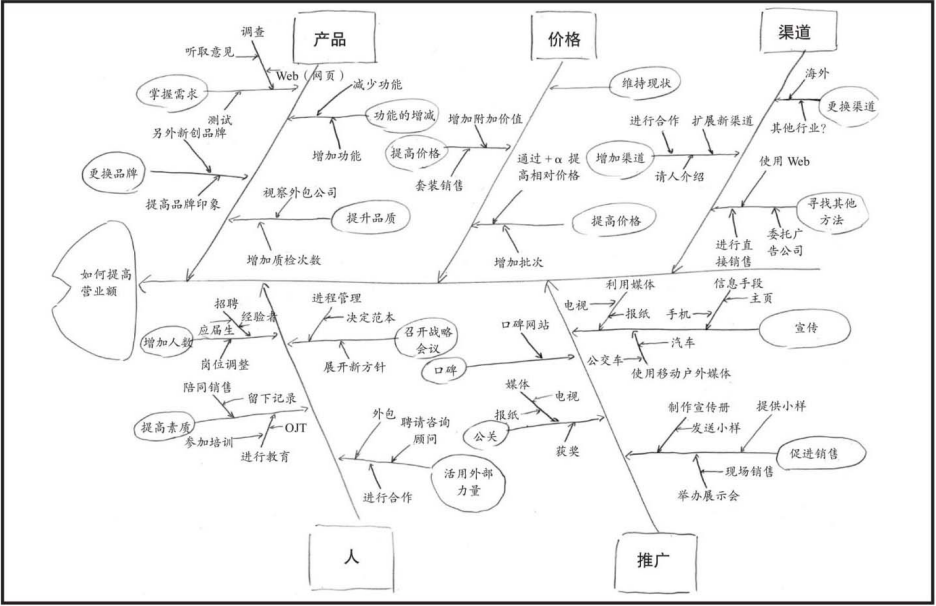 调查
产品
价格
渠道
听取意见
Web（网页）
掌握需求
测试
减少功能
功能的增减
增加功能
另外新创品牌
更换品牌
提高品牌印象
视察外包公司
提升品质
增加质检次数
维持现状
增加附加价值
提高价格
套装销售
通过+α 提
高相对价格
提高价格
增加批次
海外
更换渠道
其他行业？
进行合作
扩展新渠道
增加渠道
请人介绍
使用 Web
寻找其他
方法
进行直
接销售
委托广
告公司
如何提高
营业额
招聘
经验者
应届生
增加人数
岗位调整
进程管理
决定范本
召开战略
会议
展开新方针
陪同销售
留下记录
提高素质
OJT
参加培训
进行教育
外包
聘请咨询
顾问
活用外部
力量
进行合作
口碑网站
口碑
利用媒体
电视
报纸
信息手段
主页
手机
宣传
汽车
公交车
使用移动户外媒体
媒体
电视
报纸
公关
获奖
制作宣传册
发送小样
提供小样
促进销售
现场销售
举办展示会
人
推广